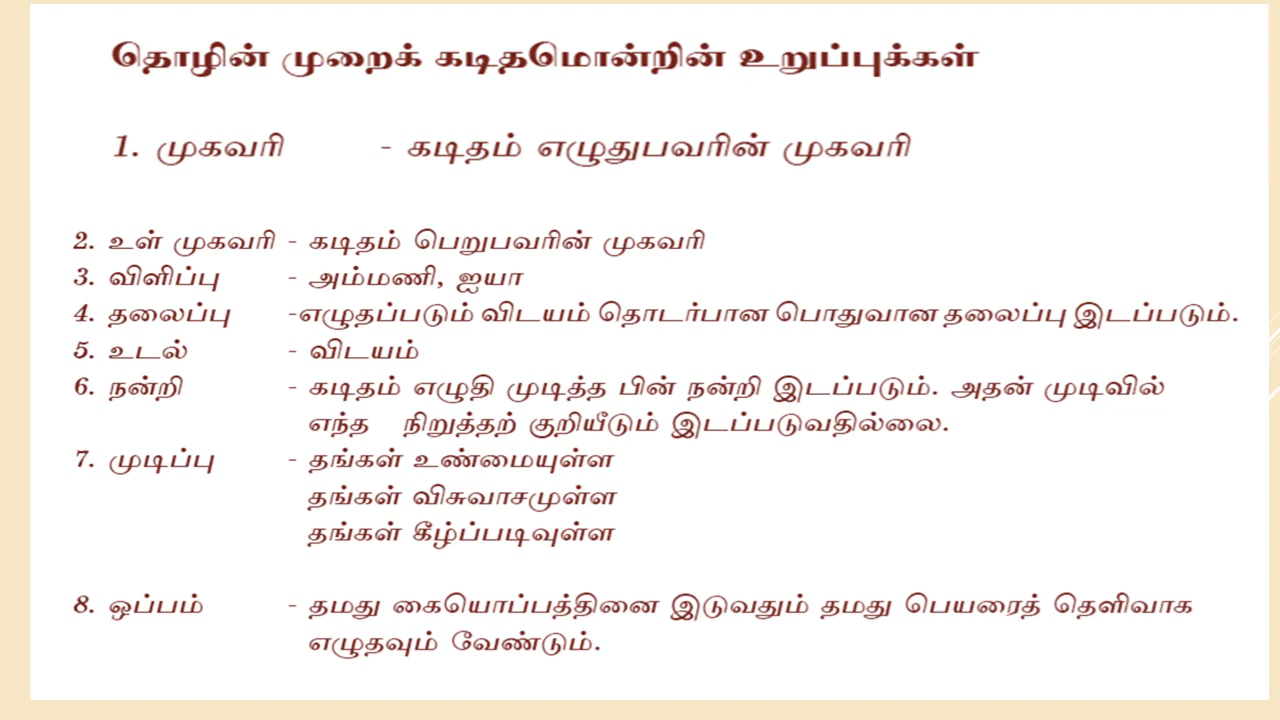 தொழின் முறைக் கடிதமொன்றின் உறுப்புக்கள்
1. முகவரி - கடிதம் எழுதுபவரின் முகவரி
2. உள் முகவரி - கடிதம் பெறுபவரின் முகவரி
3. விளிப்பு - அம்மணி, ஐயா
4. தலைப்பு -எழுதப்படும் விடயம் தொடர்பான பொதுவான தலைப்பு இடப்படும்.
5. உடல் - விடயம்
6. நன்றி - கடிதம் எழுதி முடித்த பின் நன்றி இடப்படும். அதன் முடிவில்
எந்த நிறுத்தற் குறியீடும் இடப்படுவதில்லை.
7. முடிப்பு - தங்கள் உண்மையுள்ள
தங்கள் விசுவாசமுள்ள
தங்கள் கீழ்ப்படிவுள்ள
8. ஒப்பம் - தமது கையொப்பத்தினை இடுவதும் தமது பெயரைத் தெளிவாக
எழுதவும் வேண்டும்.